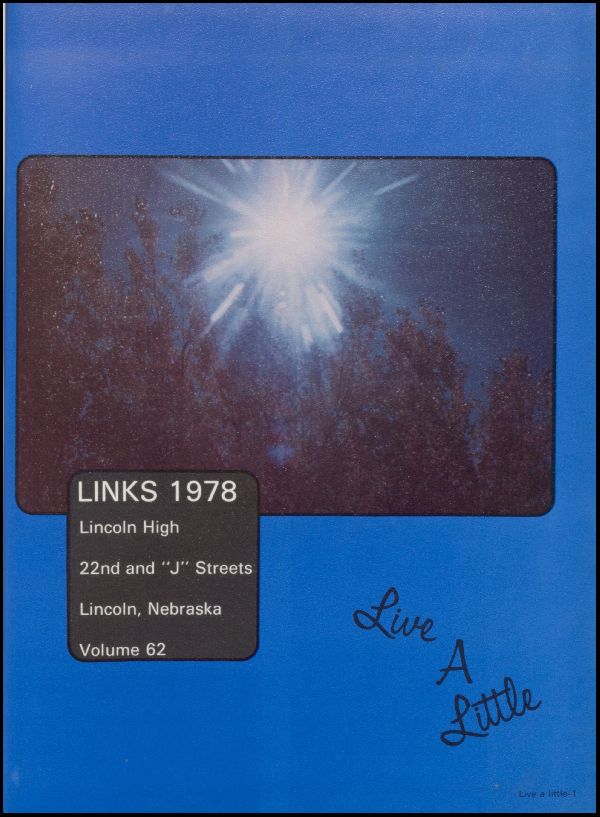 LINKS 1978
Lincoln High
22nd and "J" Streets
Lincoln, Nebraska
Volume 62
Live
A
Little
Live a little-1